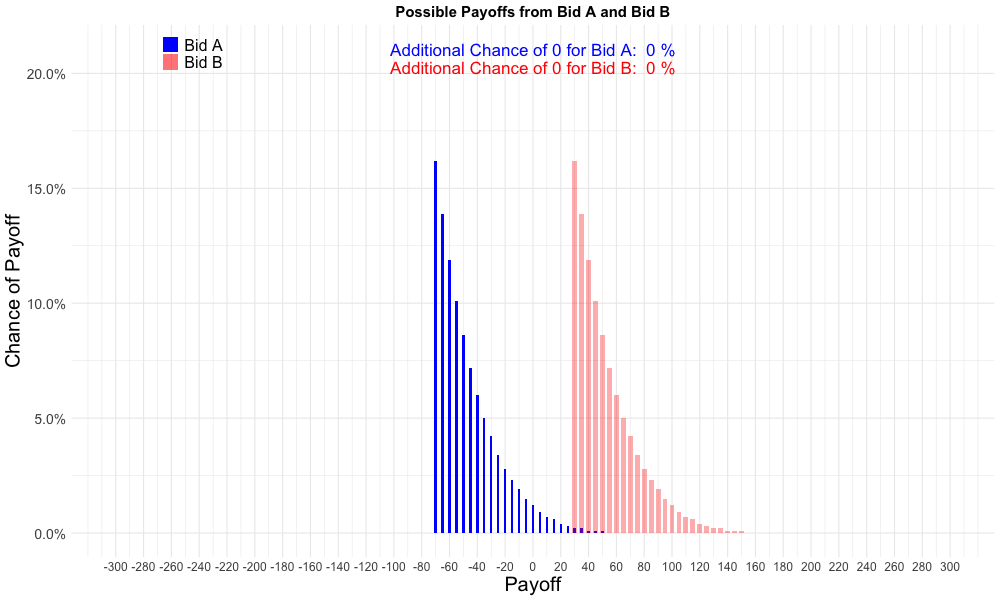 Possible Payoffs from Bid A and Bid B
Bid A
Bid B
Additional Chance of 0 for Bid A:  0 %
Additional Chance of 0 for Bid B:  0 %
Chance of Payoff
20.0%
15.0%
10.0%
5.0%
0.0%
-300 -280 -260 -240 -220 -200 -180 -160 -140 -120 -100 -80 -60 -40 -20 0 20 40 60 80 100 120 140 160 180 200 220 240 260 280 300
Payoff